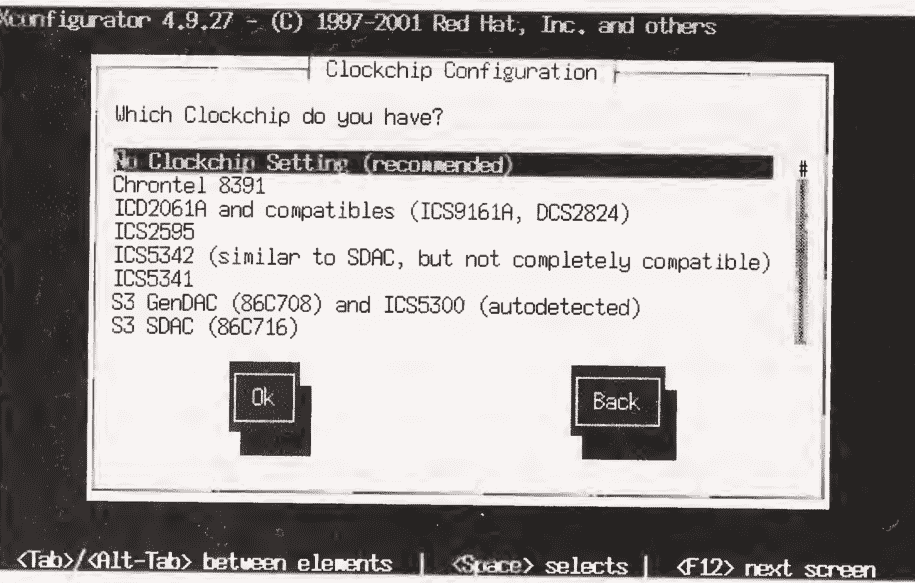 Xconfigurator 4.9.27 - (C) 1997-2001 Red Hat, Inc. and others
Clockchip Configuration
Which Clockchip do you have?
No Clockchip Setting (recommended)
#
Chrontel 8391
ICD2061A and compatibles (ICS9161A, DCS2824)
ICS2595
ICS5342 (similar to SDAC, but not completely compatible)
ICS5341
S3 GenDAC (86C708) and ICS5300 (autodetected)
S3 SDAC (86C716)
Ok
Back
<Tab>/<Alt-Tab> between elements | <Space> selects | <F12> next screen